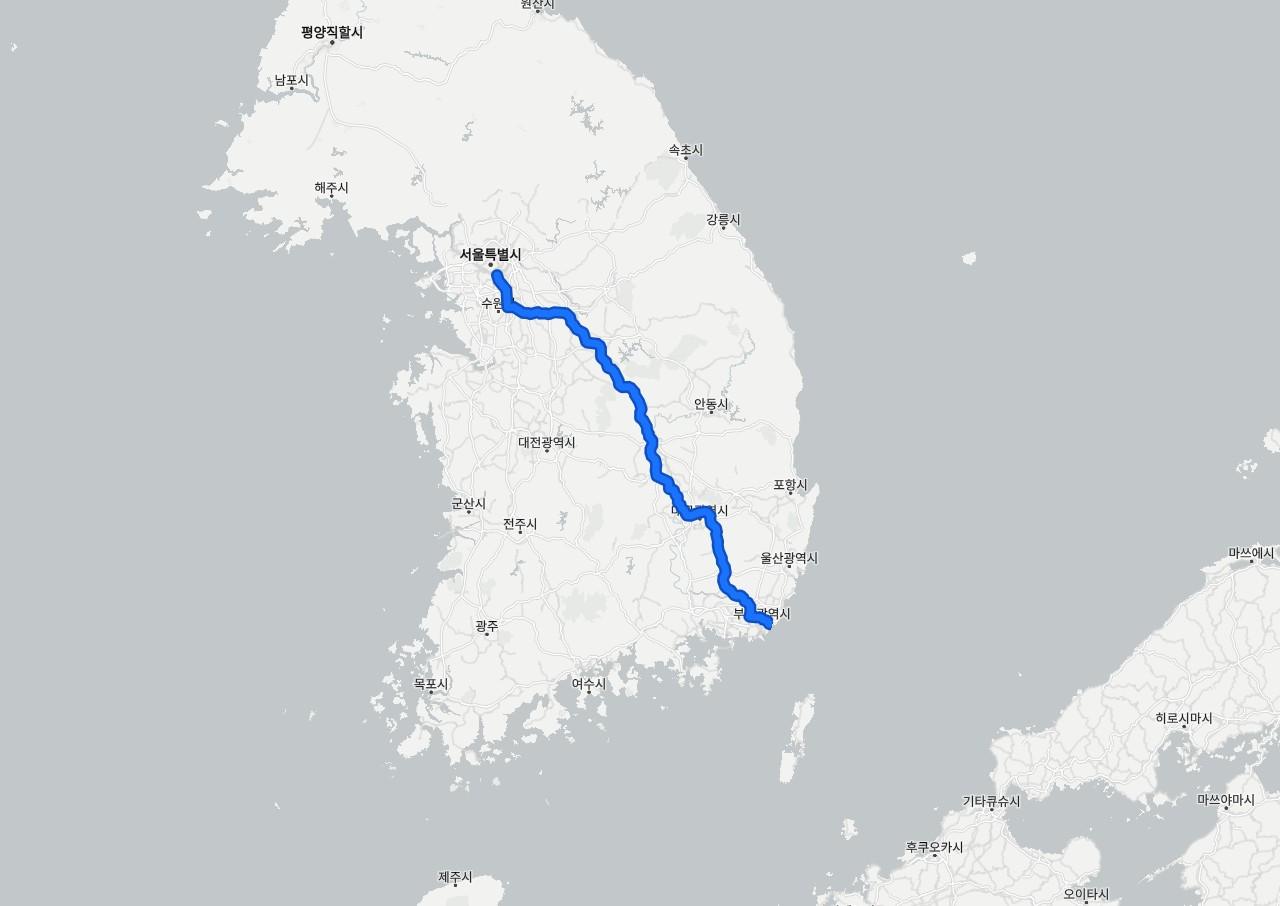 원산시
평양직할시
남포시
속초시
해주시
강릉시
서울특별시
수원
안동시
대전광역시
포항시
군산시
전주시
마쓰에시
울산광역시
광주
목포시
여수시
히로시마시
기타큐슈시
마쓰야마시
후쿠오카시
제주시
오이타시